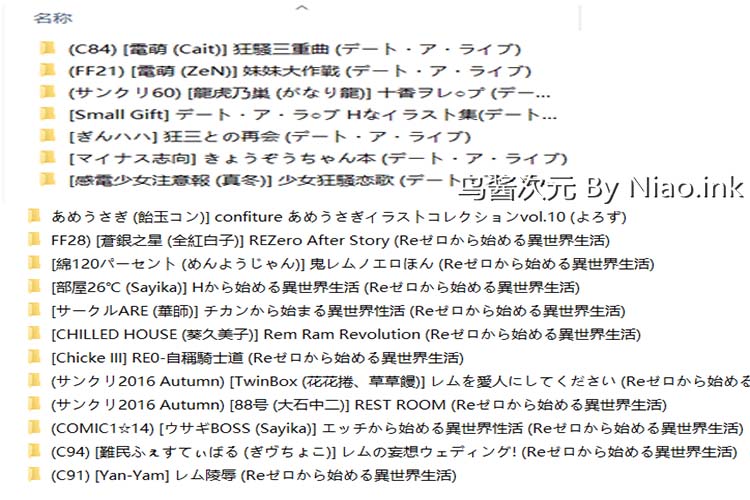 名称
(C84) [電萌 (Cait)] 狂騒三重曲 (デート・ア・ライブ)
(FF21) [電萌 (ZeN)] 妹妹大作戰 (デート・ア・ライブ)
(サンクリ60) [龍虎乃巣 (がなり龍)] 十香ヲレ○プ (デー...
[Small Gift] デート・ア・ラ○ブ Hなイラスト集(デート...
[ぎんハハ] 狂三との再会 (デート・ア・ライブ)
[マイナス志向] きょうぞうちゃん本 (デート・ア・ライブ)
[感電少女注意報 (真冬)] 少女狂騒恋歌 (デート
鸟酱次元 By Niao.ink
あめうさぎ (飴玉コン)] confiture あめうさぎイラストコレクションvol.10 (よろず)
FF28) [蒼銀之星 (全紅白子)] REZero After Story (Reゼロから始める異世界生活)
[綿120パーセント (めんようじゃん)] 鬼レムノエロほん (Reゼロから始める異世界生活)
[部屋26℃ (Sayika)] Hから始める異世界生活 (Reゼロから始める異世界生活)
[サークルARE (華師)] チカンから始まる異世界性活 (Reゼロから始める異世界生活)
[CHILLED HOUSE (葵久美子)] Rem Ram Revolution (Reゼロから始める異世界生活)
[Chicke III] RE0-自稱騎士道 (Reゼロから始める異世界生活)
(サンクリ2016 Autumn) [TwinBox (花花捲、草草饅)] レムを愛人にしてください (Reゼロから始める
(サンクリ2016 Autumn) [88号 (大石中二)] REST ROOM (Reゼロから始める異世界生活)
(COMIC1☆14) [ウサギBOSS (Sayika)] エッチから始まる異世界性活 (Reゼロから始める異世界生活)
(C94) [難民ふぇすてぃばる (ぎヴちょこ)] レムの妄想ウェディング! (Reゼロから始める異世界生活)
(C91) [Yan-Yam] レム陵辱 (Reゼロから始める異世界生活)